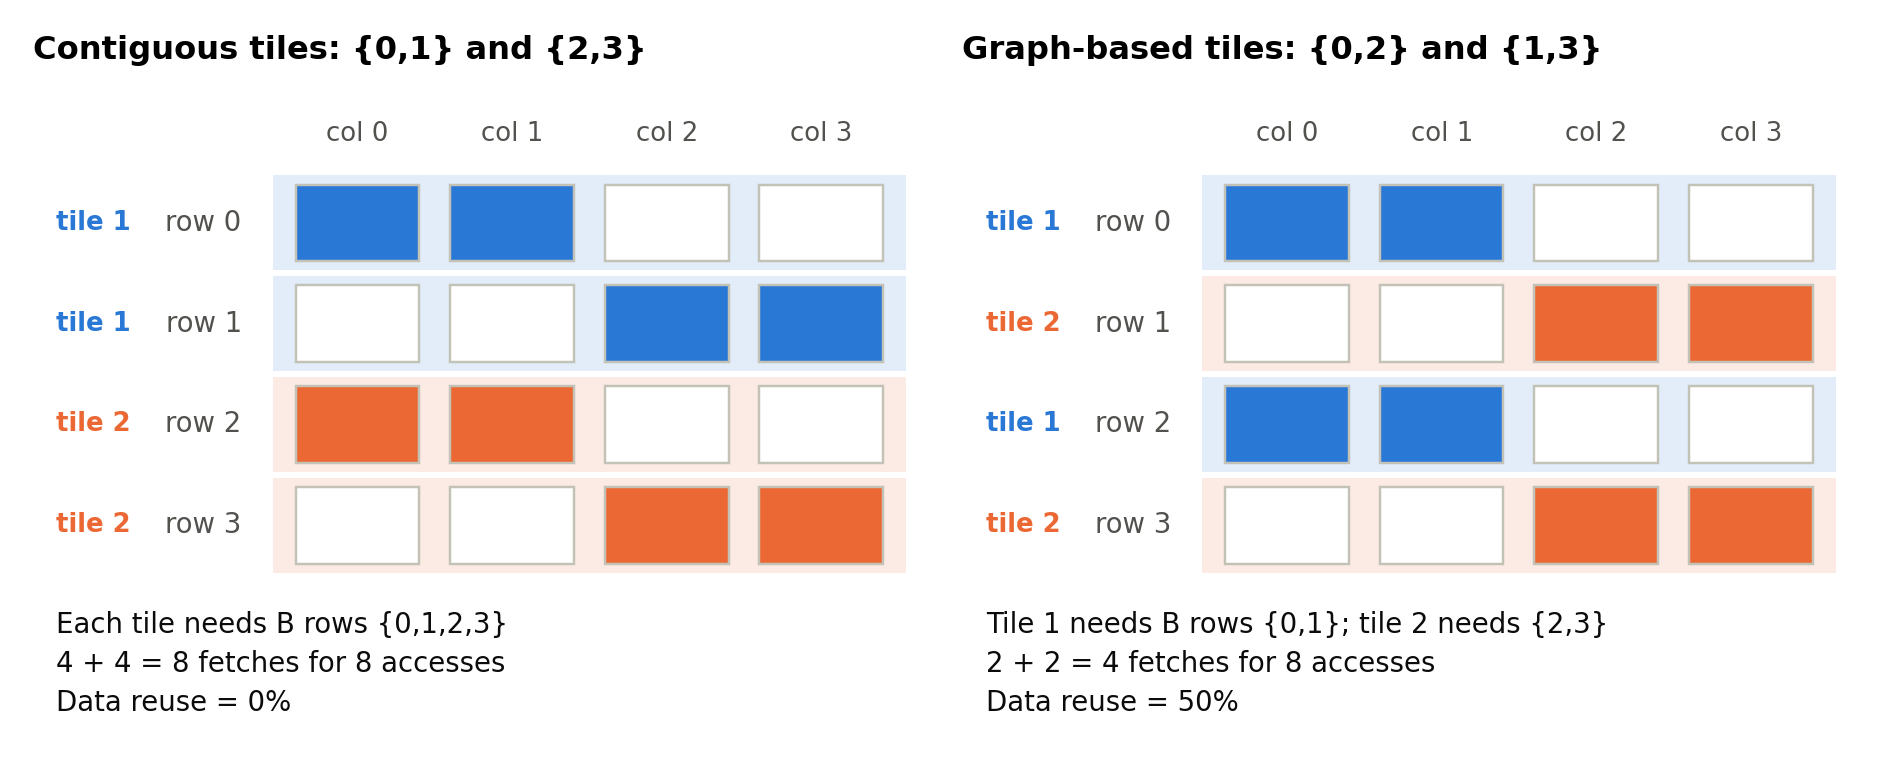 Contiguous tiles: {0,1} and {2,3}
col 0 col 1 col 2 col 3
tile 1 row 0
tile 1 row 1
tile 2 row 2
tile 2 row 3
Each tile needs B rows {0,1,2,3}
4 + 4 = 8 fetches for 8 accesses
Data reuse = 0%
Graph-based tiles: {0,2} and {1,3}
col 0 col 1 col 2 col 3
tile 1 row 0
tile 2 row 1
tile 1 row 2
tile 2 row 3
Tile 1 needs B rows {0,1}; tile 2 needs {2,3}
2 + 2 = 4 fetches for 8 accesses
Data reuse = 50%